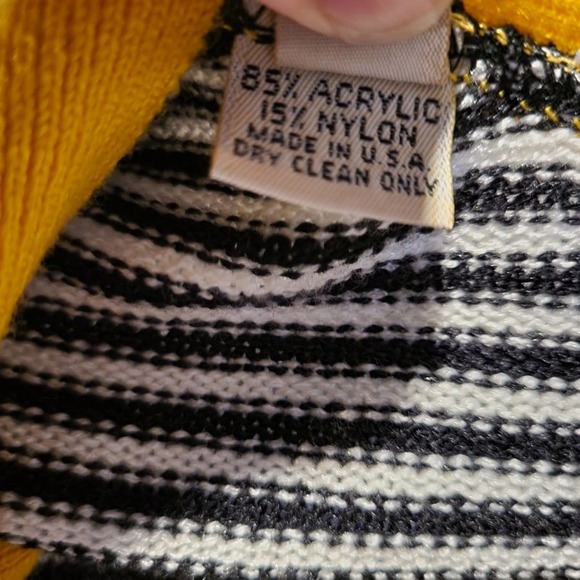 85% ACRYLIC
15% NYLON
MADE IN U.S.A.
DRY CLEAN ONLY